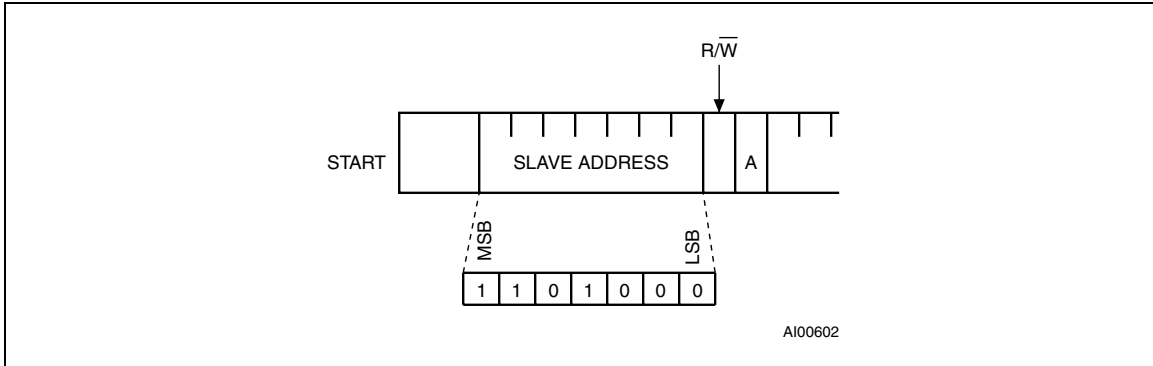 R/W̅
START
SLAVE ADDRESS
A
MSB
LSB
1 1 0 1 0 0 0
AI00602